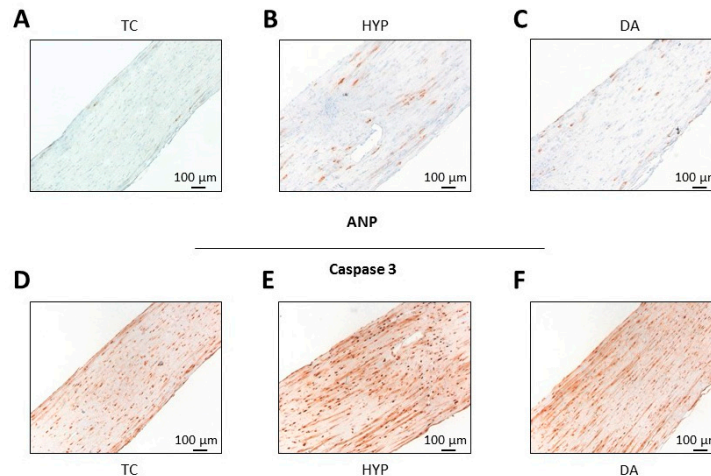 A
TC
B
HYP
C
DA
100 µm
100 µm
100 µm
ANP
Caspase 3
D
E
F
100 µm
100 µm
100 µm
TC
HYP
DA